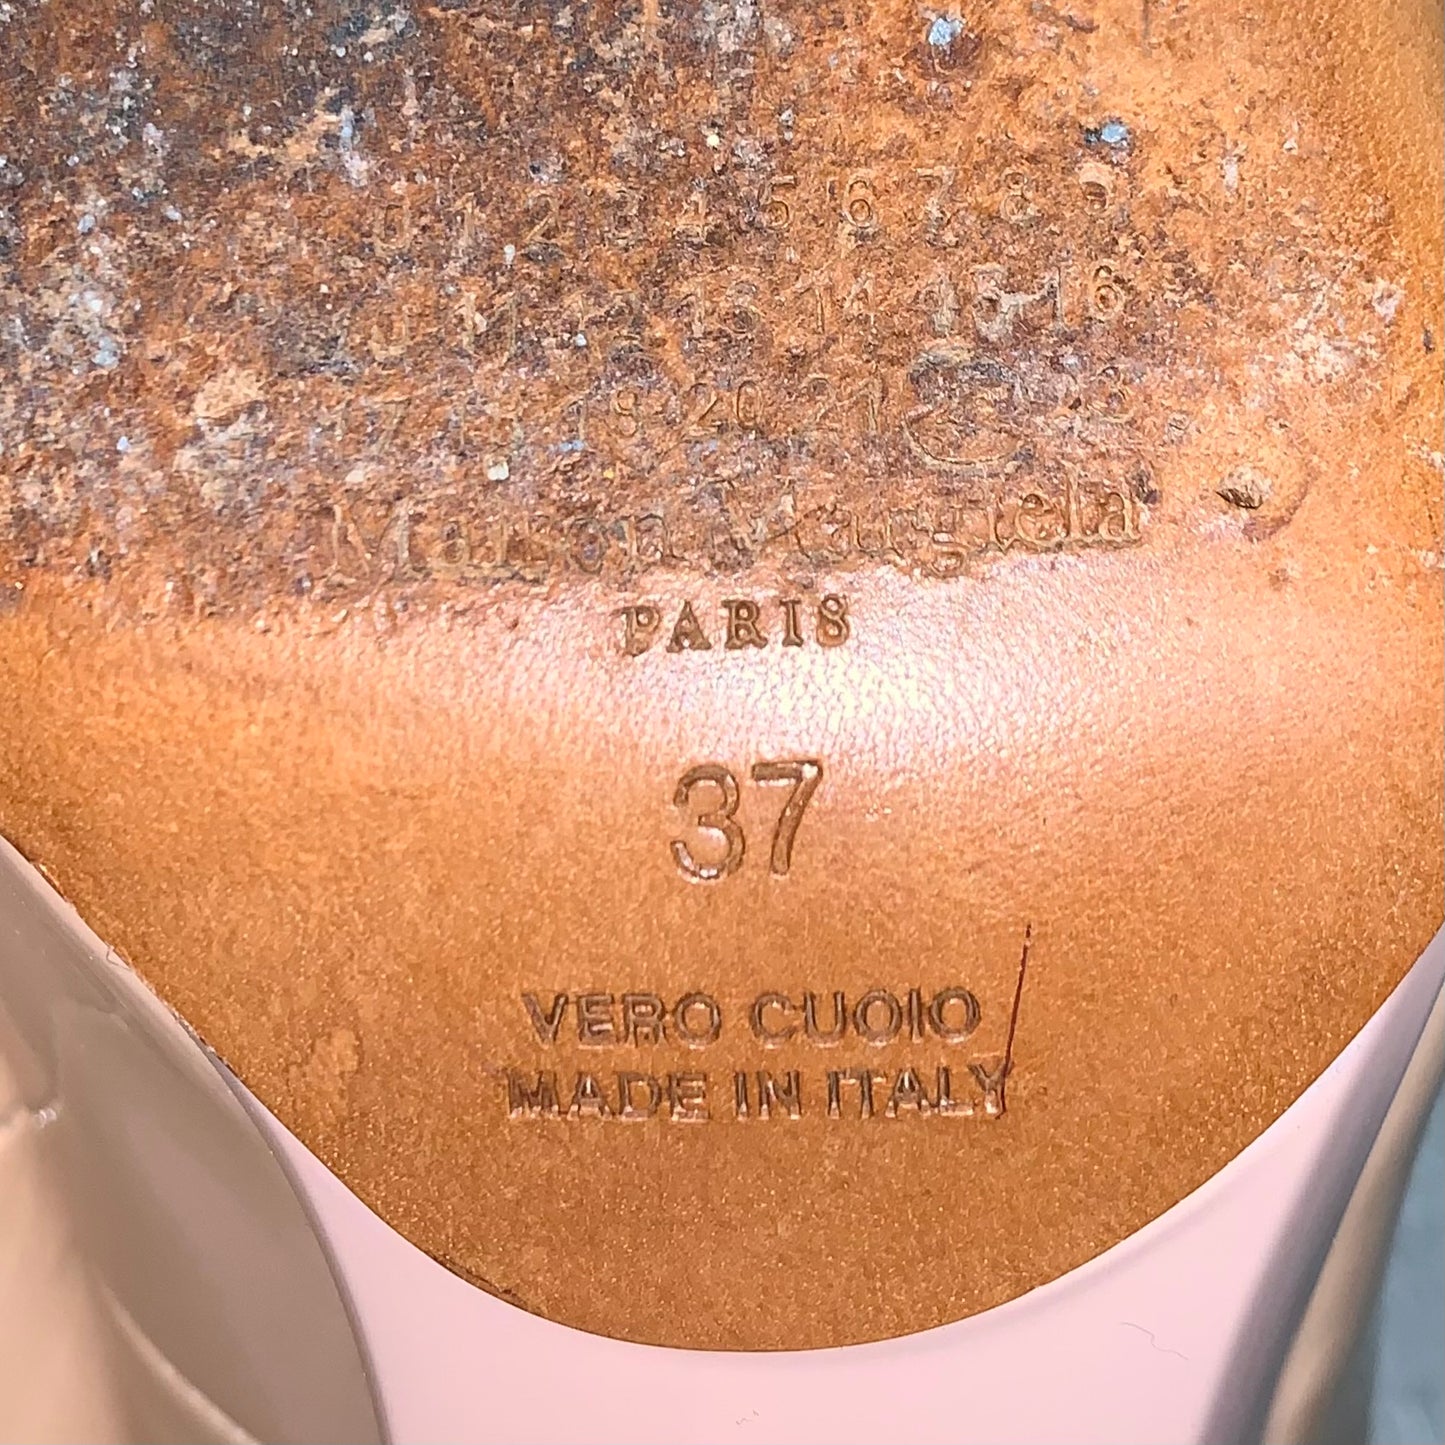 0 1 2 3 4 5 6 7 8 9
10 11 12 13 14 15 16
17 18 19 20 21 22 23
Maison Margiela
PARIS
37
VERO CUOIO
MADE IN ITALY